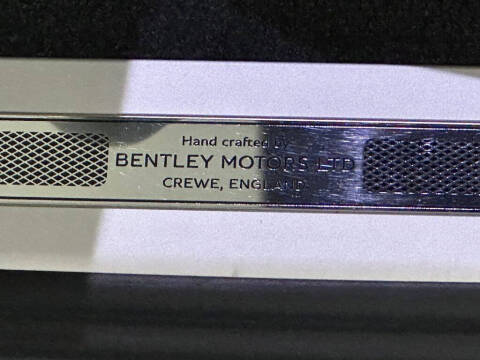 Hand crafted by
BENTLEY MOTORS LTD
CREWE, ENGLAND